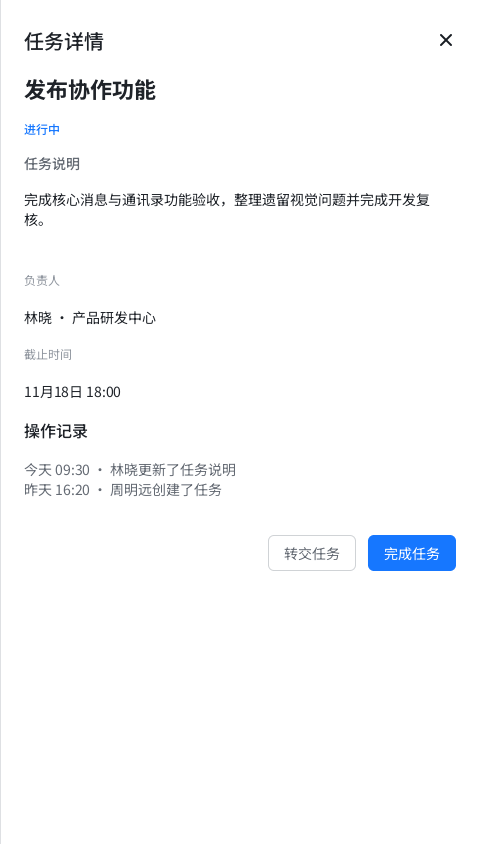 任务详情
发布协作功能
进行中
任务说明
完成核心消息与通讯录功能验收，整理遗留视觉问题并完成开发复
核。
负责人
林晓 · 产品研发中心
截止时间
11月18日 18:00
操作记录
今天 09:30 · 林晓更新了任务说明
昨天 16:20 · 周明远创建了任务
转交任务
完成任务